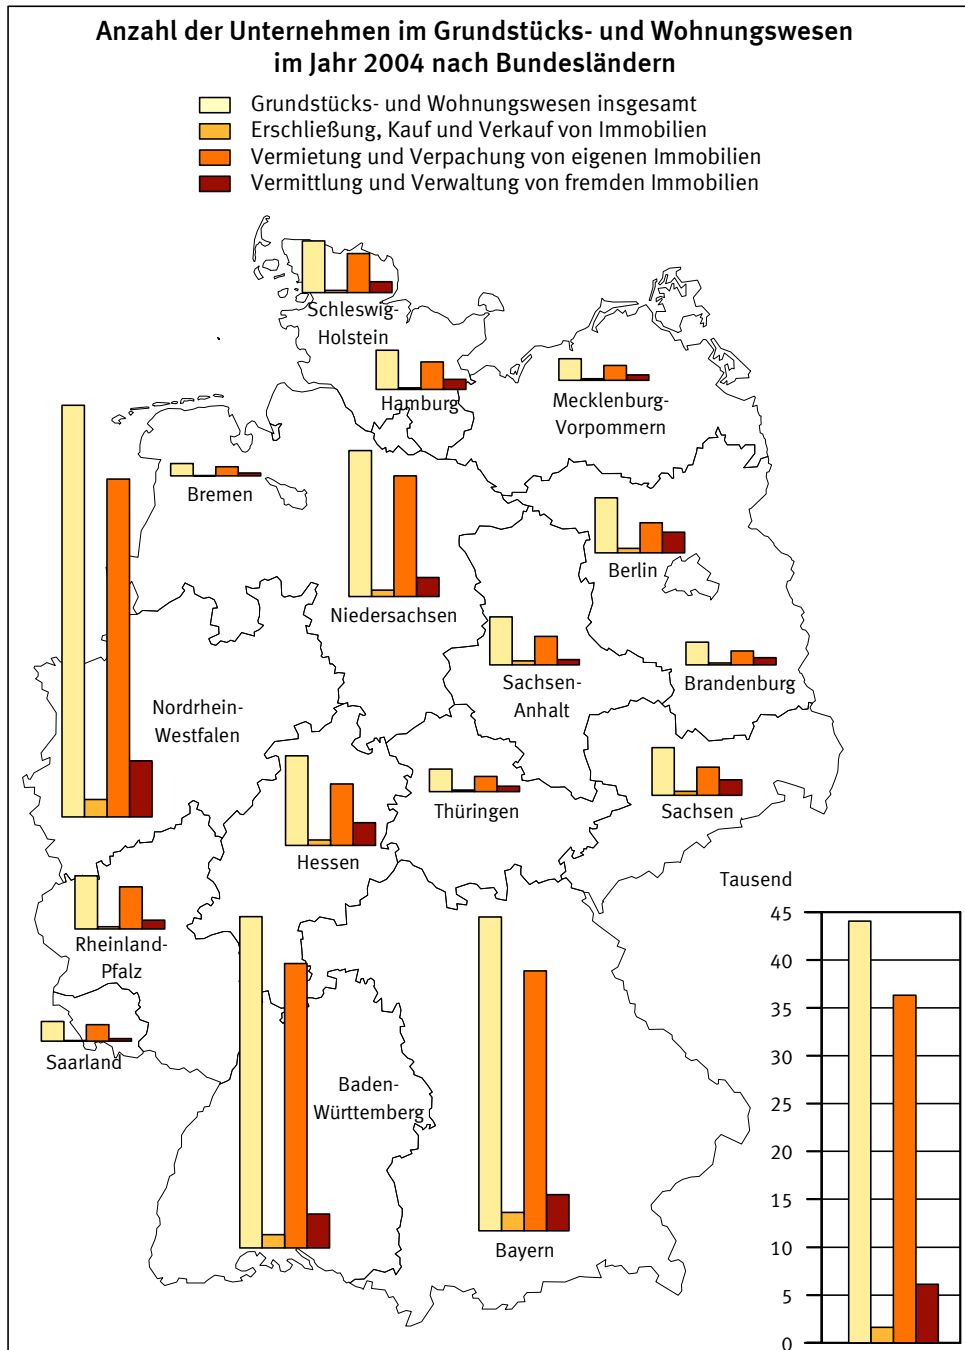 Anzahl der Unternehmen im Grundstücks- und Wohnungswesen
im Jahr 2004 nach Bundesländern
Grundstücks- und Wohnungswesen insgesamt
Erschließung, Kauf und Verkauf von Immobilien
Vermietung und Verpachung von eigenen Immobilien
Vermittlung und Verwaltung von fremden Immobilien
Schleswig-
Holstein
Hamburg
Mecklenburg-
Vorpommern
Bremen
Berlin
Niedersachsen
Sachsen-
Anhalt
Brandenburg
Nordrhein-
Westfalen
Thüringen
Sachsen
Hessen
Rheinland-
Pfalz
Saarland
Baden-
Württemberg
Bayern
Tausend
45
40
35
30
25
20
15
10
5
0